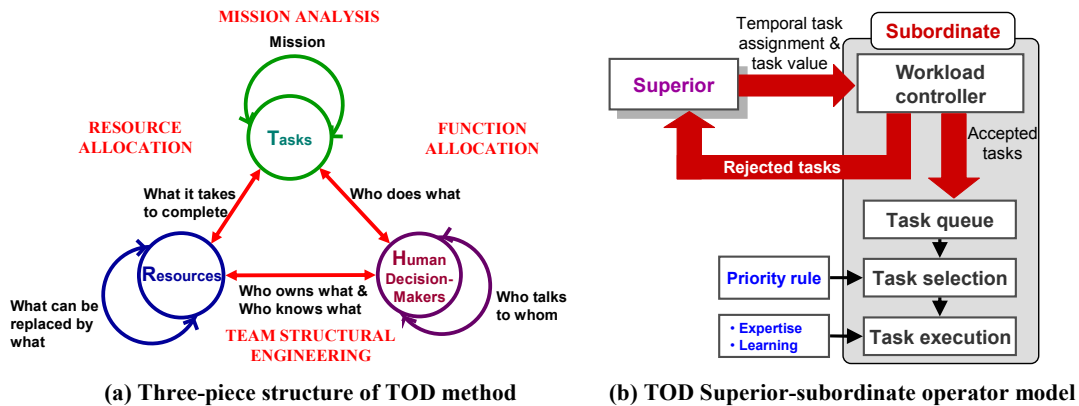 MISSION ANALYSIS
Mission
Tasks
RESOURCE
ALLOCATION
FUNCTION
ALLOCATION
What it takes
to complete
Who does what
Resources
Human
Decision-
Makers
Who owns what &
Who knows what
What can be
replaced by
what
Who talks
to whom
TEAM STRUCTURAL
ENGINEERING
(a) Three-piece structure of TOD method
Temporal task
assignment &
task value
Subordinate
Superior
Workload
controller
Accepted
tasks
Rejected tasks
Task queue
Priority rule
Task selection
• Expertise
• Learning
Task execution
(b) TOD Superior-subordinate operator model